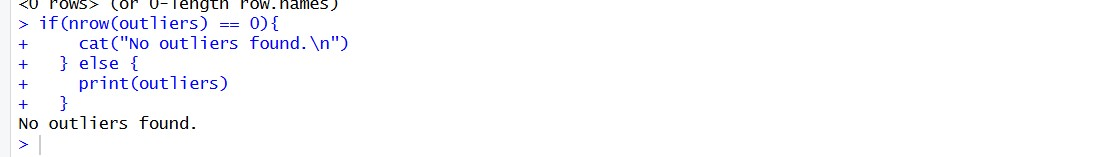 <0 rows> (or 0-length row.names)
> if(nrow(outliers) == 0){
+     cat("No outliers found.\n")
+   } else {
+     print(outliers)
+   }
No outliers found.
>